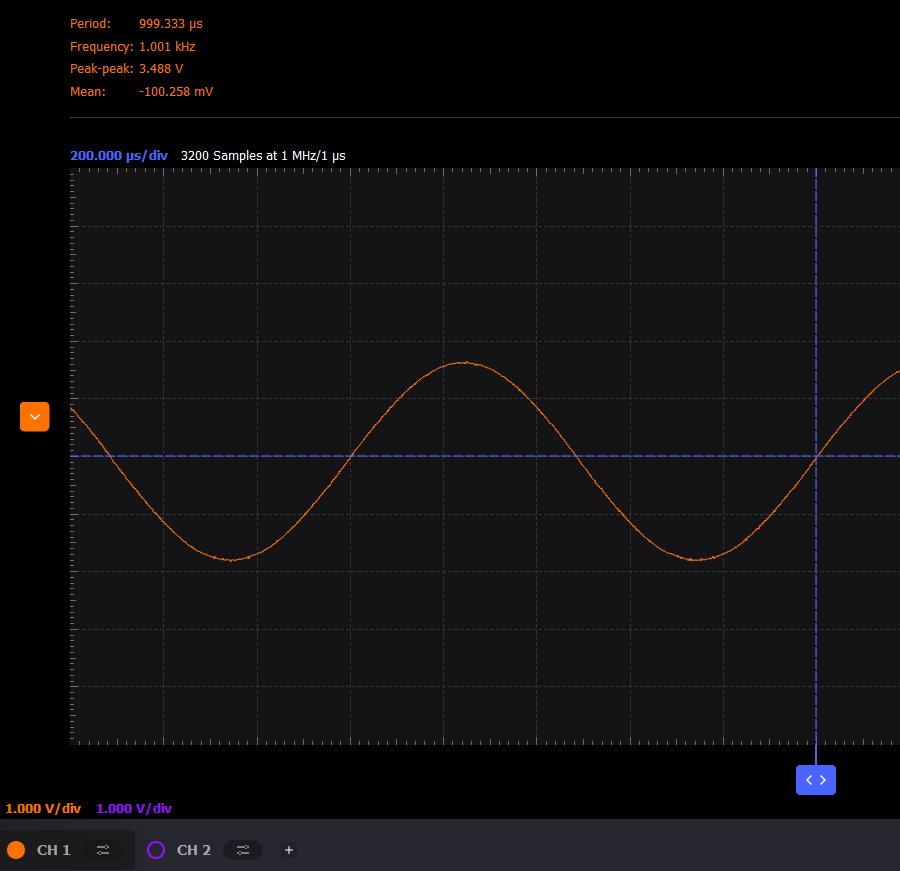 Period: 999.333 µs
Frequency: 1.001 kHz
Peak-peak: 3.488 V
Mean: -100.258 mV
200.000 µs/div 3200 Samples at 1 MHz/1 µs
1.000 V/div 1.000 V/div
CH 1 CH 2 +